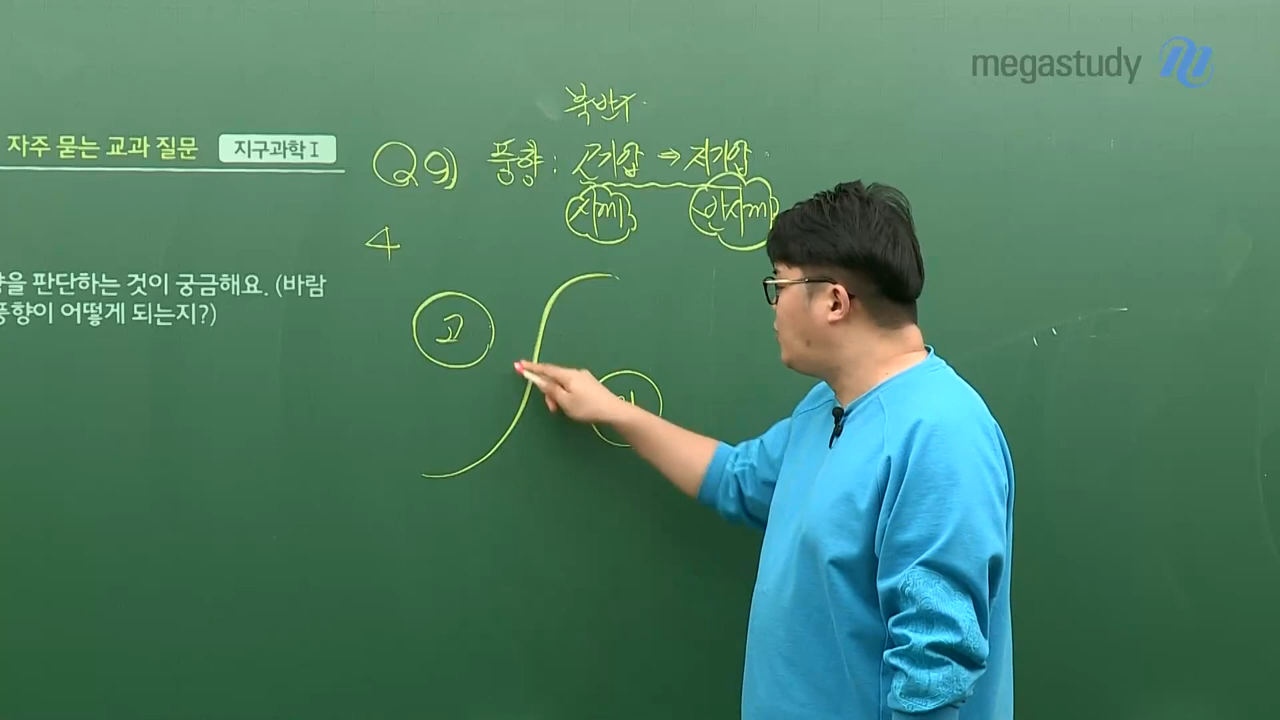 megastudy
북반구
자주 묻는 교과 질문 지구과학Ⅰ
Q9) 풍향 : 고기압 ⇒ 저기압
시계 반시계
4
향을 판단하는 것이 궁금해요. (바람
풍향이 어떻게 되는지?)
고